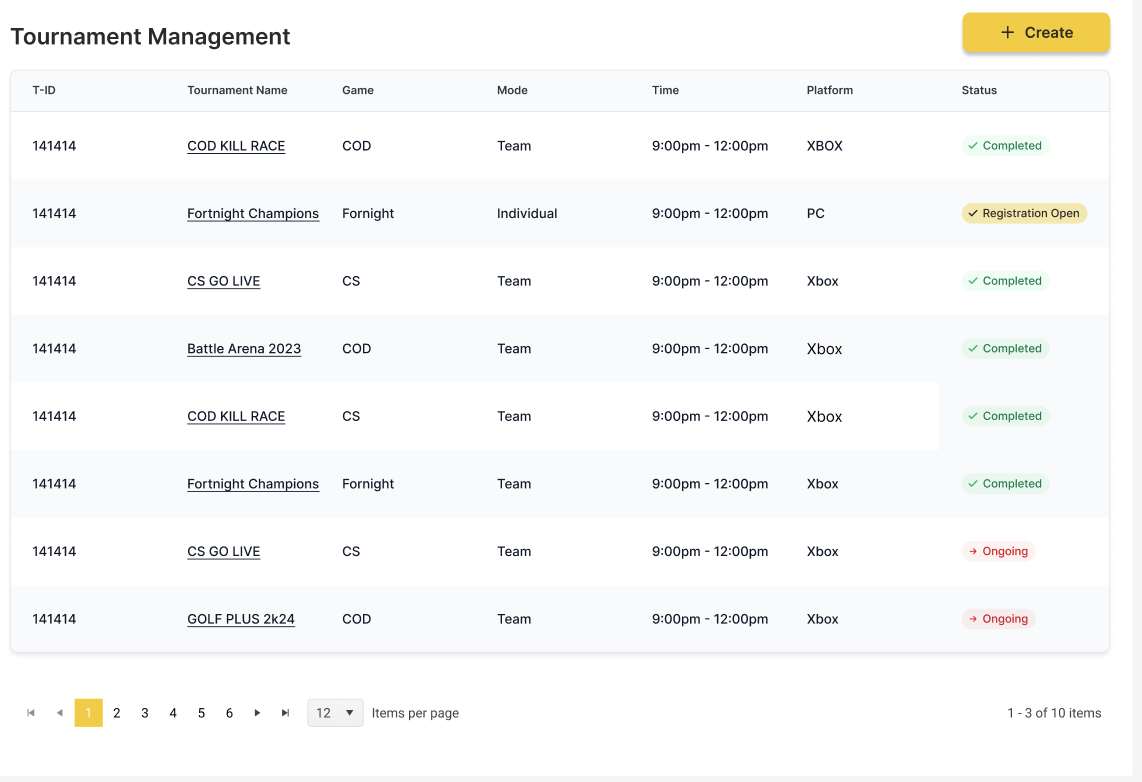 Tournament Management
+ Create
T-ID Tournament Name Game Mode Time Platform Status
141414 COD KILL RACE COD Team 9:00pm - 12:00pm XBOX Completed
141414 Fortnight Champions Fornight Individual 9:00pm - 12:00pm PC Registration Open
141414 CS GO LIVE CS Team 9:00pm - 12:00pm Xbox Completed
141414 Battle Arena 2023 COD Team 9:00pm - 12:00pm Xbox Completed
141414 COD KILL RACE CS Team 9:00pm - 12:00pm Xbox Completed
141414 Fortnight Champions Fornight Team 9:00pm - 12:00pm Xbox Completed
141414 CS GO LIVE CS Team 9:00pm - 12:00pm Xbox Ongoing
141414 GOLF PLUS 2k24 COD Team 9:00pm - 12:00pm Xbox Ongoing
1 2 3 4 5 6 12 Items per page 1 - 3 of 10 items